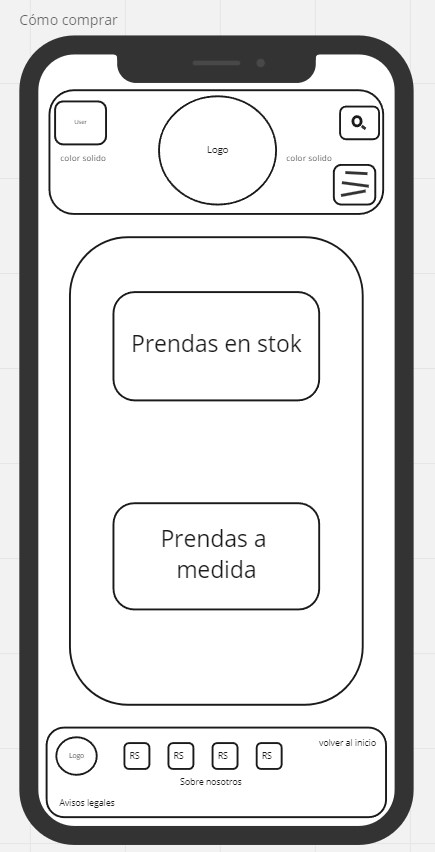 Cómo comprar
User
Logo
color solido
color solido
Prendas en stok
Prendas a
medida
Logo
RS
RS
RS
RS
volver al inicio
Sobre nosotros
Avisos legales